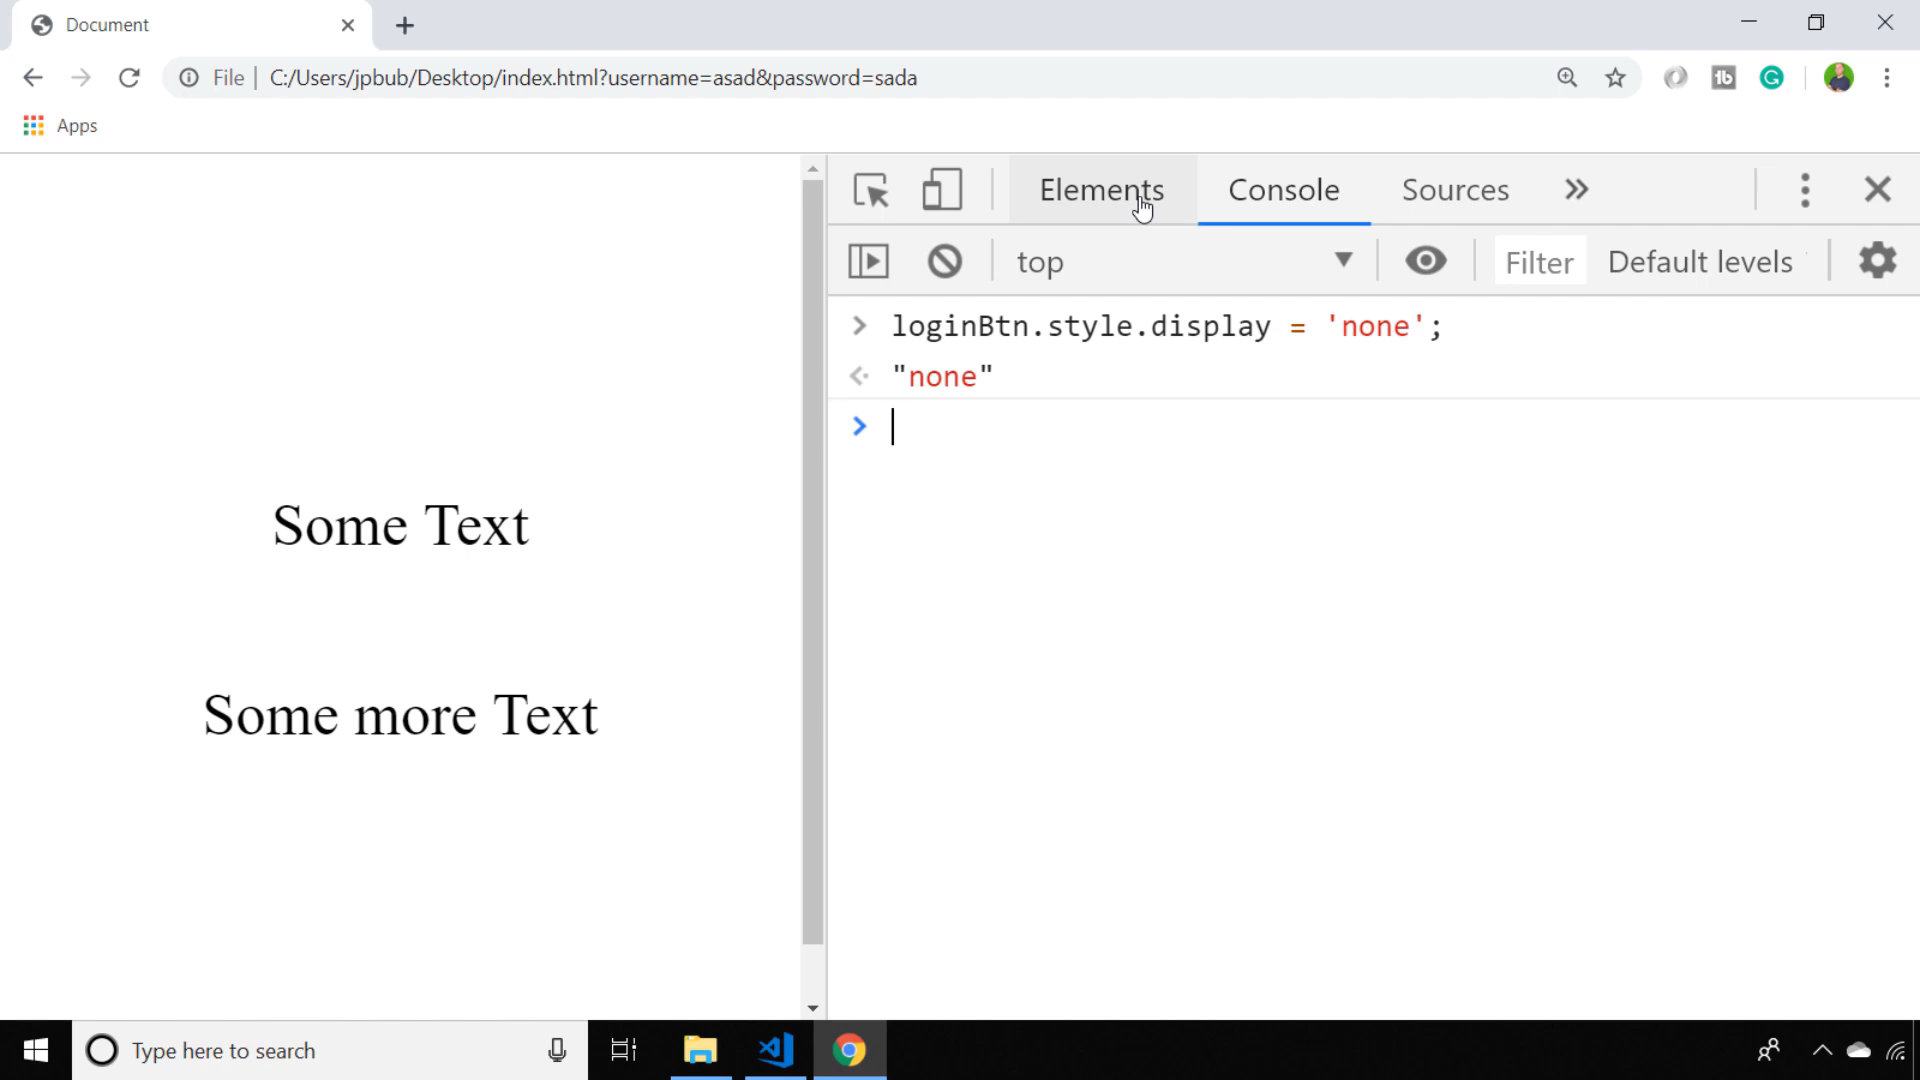 Document
File
C:/Users/jpbub/Desktop/index.html?username=asad&password=sada
Apps
Elements
Console
Sources
top
Filter
Default levels
loginBtn.style.display = 'none';
"none"
Some Text
Some more Text
Type here to search